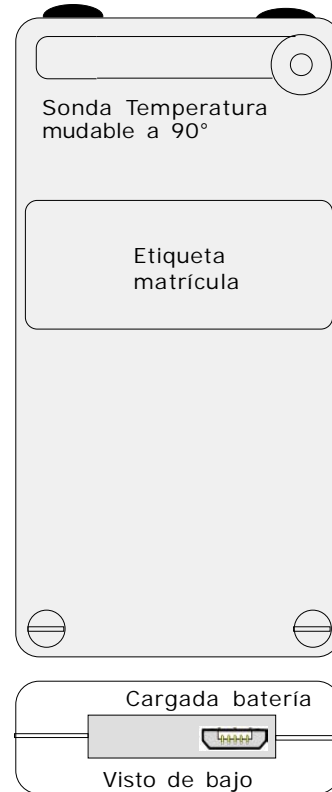 Sonda Temperatura
mudable a 90°
Etiqueta
matrícula
Cargada batería
Visto de bajo